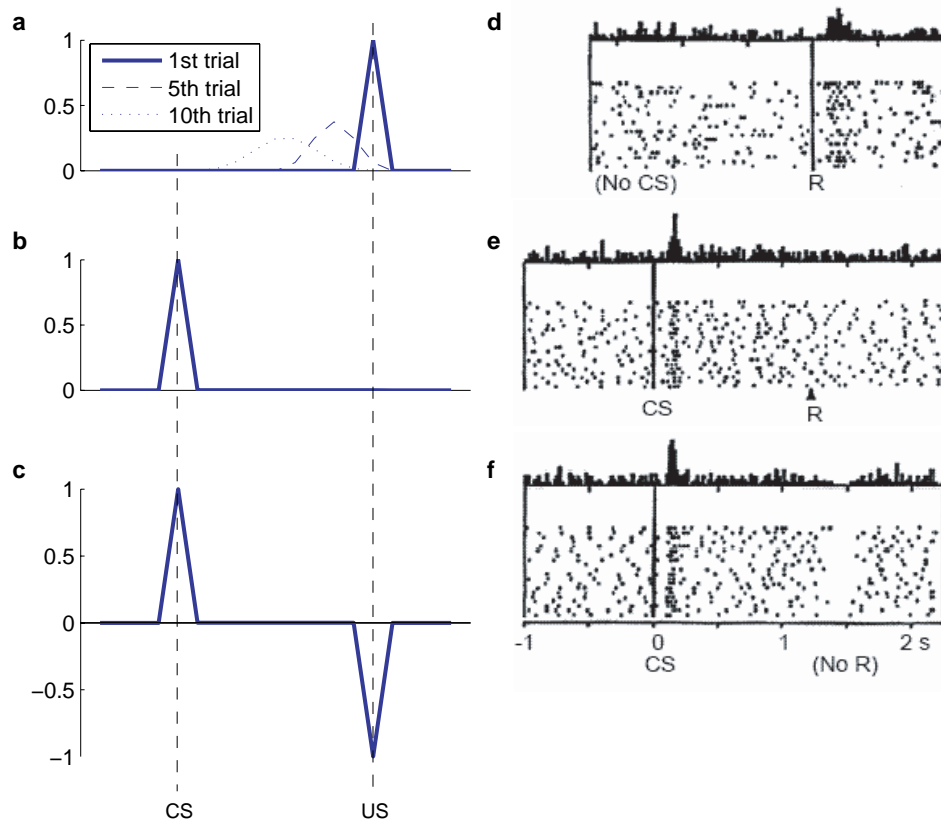 a
1
0.5
0
1st trial
5th trial
10th trial
b
1
0.5
0
c
1
0.5
0
−0.5
−1
CS
US
d
(No CS)
R
e
CS
R
f
-1
0
1
2 s
CS
(No R)